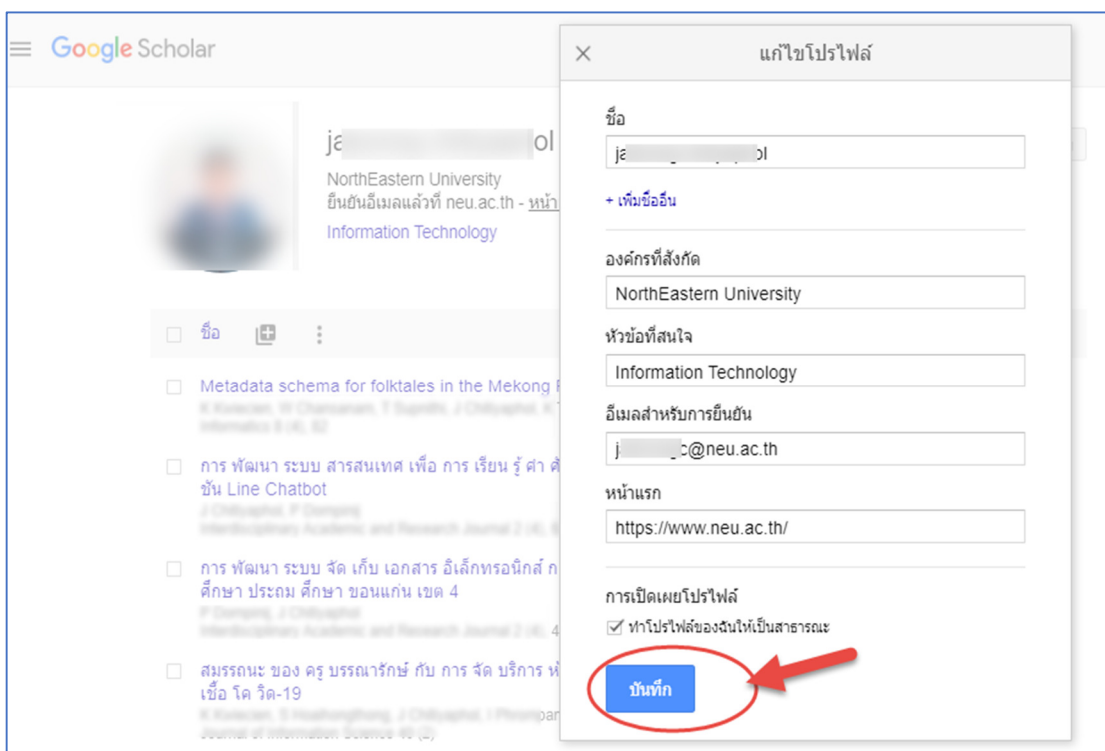 Google Scholar
NorthEastern University
ยืนยันอีเมลแล้วที่ neu.ac.th - หน้า
Information Technology
ชื่อ
Metadata schema for folktales in the Mekong
การ พัฒนา ระบบ สารสนเทศ เพื่อ การ เรียน รู้ คำ
ชัน Line Chatbot
การ พัฒนา ระบบ จัด เก็บ เอกสาร อิเล็กทรอนิกส์ ก
ศึกษา ประถม ศึกษา ขอนแก่น เขต 4
สมรรถนะ ของ ครู บรรณารักษ์ กับ การ จัด บริการ
เชื้อ โค วิด-19
แก้ไขโปรไฟล์
ชื่อ
+ เพิ่มชื่ออื่น
องค์กรที่สังกัด
NorthEastern University
หัวข้อที่สนใจ
Information Technology
อีเมลสำหรับการยืนยัน
c@neu.ac.th
หน้าแรก
https://www.neu.ac.th/
การเปิดเผยโปรไฟล์
ทำโปรไฟล์ของฉันให้เป็นสาธารณะ
บันทึก